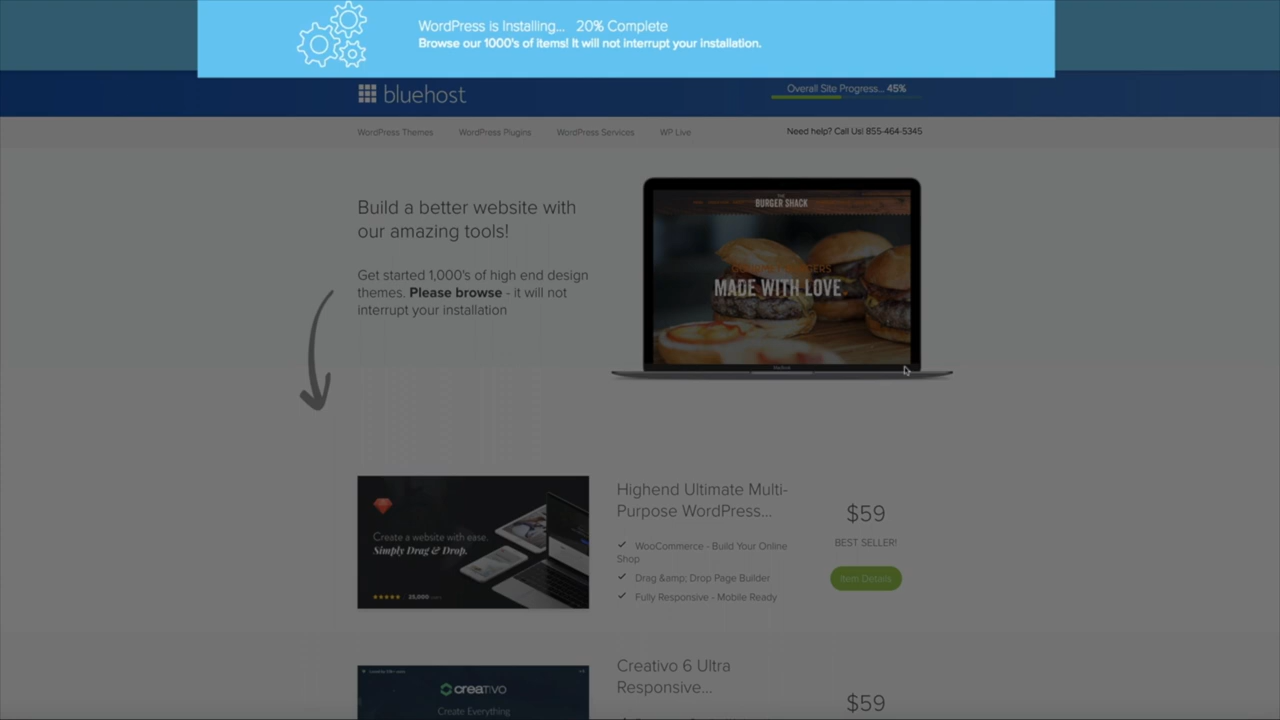 WordPress is Installing... 20% Complete
Browse our 1000's of items! It will not interrupt your installation.
bluehost
Overall Site Progress... 45%
WordPress Themes WordPress Plugins WordPress Services WP Live
Need help? Call Us! 855-464-5345
Build a better website with
our amazing tools!
Get started 1,000's of high end design
themes. Please browse - it will not
interrupt your installation
THE
BURGER SHACK
MADE WITH LOVE
MacBook
Create a website with ease.
Simply Drag & Drop.
25,000
Highend Ultimate Multi-
Purpose WordPress...
WooCommerce - Build Your Online
Shop
Drag &amp; Drop Page Builder
Fully Responsive - Mobile Ready
$59
BEST SELLER!
Item Details
creativo
Create Everything
Creativo 6 Ultra
Responsive...
$59